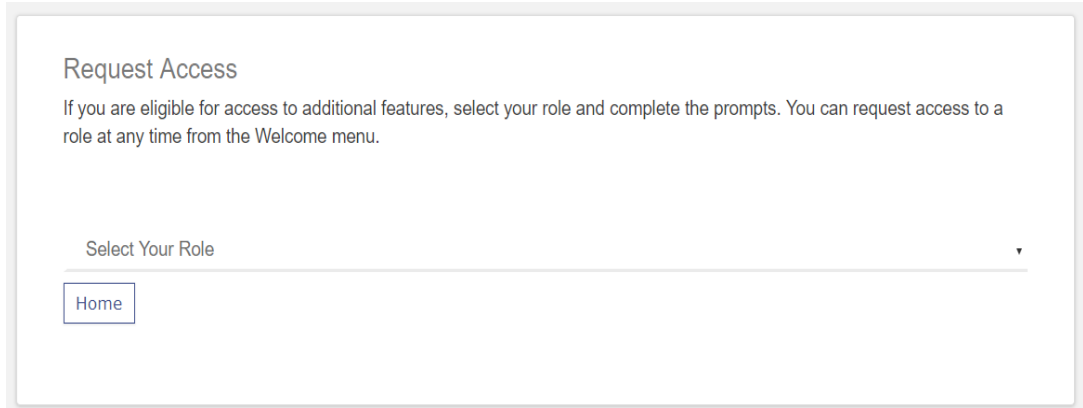 Request Access
If you are eligible for access to additional features, select your role and complete the prompts. You can request access to a
role at any time from the Welcome menu.
Select Your Role
Home